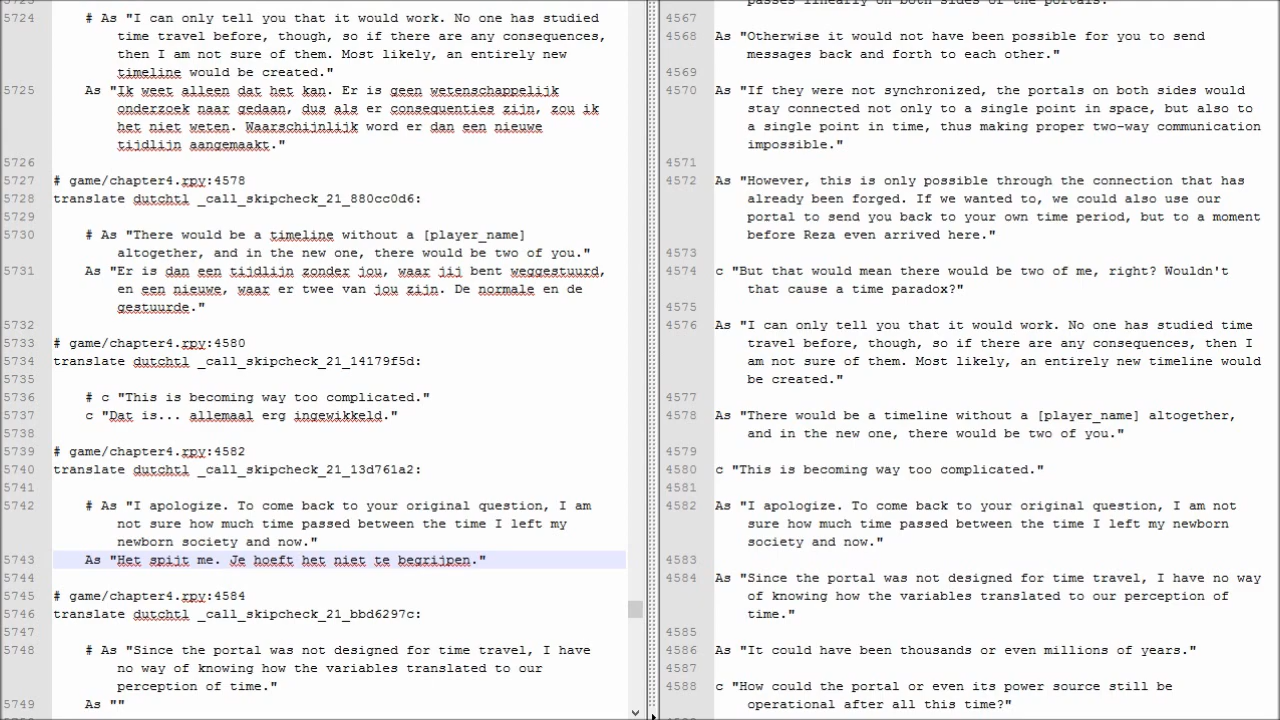 5724 # As "I can only tell you that it would work. No one has studied
time travel before, though, so if there are any consequences,
then I am not sure of them. Most likely, an entirely new
timeline would be created."
5725 As "Ik weet alleen dat het kan. Er is geen wetenschappelijk
onderzoek naar gedaan, dus als er consequenties zijn, zou ik
het niet weten. Waarschijnlijk word er dan een nieuwe
tijdlijn aangemaakt."
5726
5727 # game/chapter4.rpy:4578
5728 translate dutchtl _call_skipcheck_21_880cc0d6:
5729
5730 # As "There would be a timeline without a [player_name]
altogether, and in the new one, there would be two of you."
5731 As "Er is dan een tijdlijn zonder jou, waar jij bent weggestuurd,
en een nieuwe, waar er twee van jou zijn. De normale en de
gestuurde."
5732
5733 # game/chapter4.rpy:4580
5734 translate dutchtl _call_skipcheck_21_14179f5d:
5735
5736 # c "This is becoming way too complicated."
5737 c "Dat is... allemaal erg ingewikkeld."
5738
5739 # game/chapter4.rpy:4582
5740 translate dutchtl _call_skipcheck_21_13d761a2:
5741
5742 # As "I apologize. To come back to your original question, I am
not sure how much time passed between the time I left my
newborn society and now."
5743 As "Het spijt me. Je hoeft het niet te begrijpen."
5744
5745 # game/chapter4.rpy:4584
5746 translate dutchtl _call_skipcheck_21_bbd6297c:
5747
5748 # As "Since the portal was not designed for time travel, I have
no way of knowing how the variables translated to our
perception of time."
5749 As ""
4567
4568 As "Otherwise it would not have been possible for you to send
messages back and forth to each other."
4569
4570 As "If they were not synchronized, the portals on both sides would
stay connected not only to a single point in space, but also to
a single point in time, thus making proper two-way communication
impossible."
4571
4572 As "However, this is only possible through the connection that has
already been forged. If we wanted to, we could also use our
portal to send you back to your own time period, but to a moment
before Reza even arrived here."
4573
4574 c "But that would mean there would be two of me, right? Wouldn't
that cause a time paradox?"
4575
4576 As "I can only tell you that it would work. No one has studied time
travel before, though, so if there are any consequences, then I
am not sure of them. Most likely, an entirely new timeline would
be created."
4577
4578 As "There would be a timeline without a [player_name] altogether,
and in the new one, there would be two of you."
4579
4580 c "This is becoming way too complicated."
4581
4582 As "I apologize. To come back to your original question, I am not
sure how much time passed between the time I left my newborn
society and now."
4583
4584 As "Since the portal was not designed for time travel, I have no way
of knowing how the variables translated to our perception of
time."
4585
4586 As "It could have been thousands or even millions of years."
4587
4588 c "How could the portal or even its power source still be
operational after all this time?"